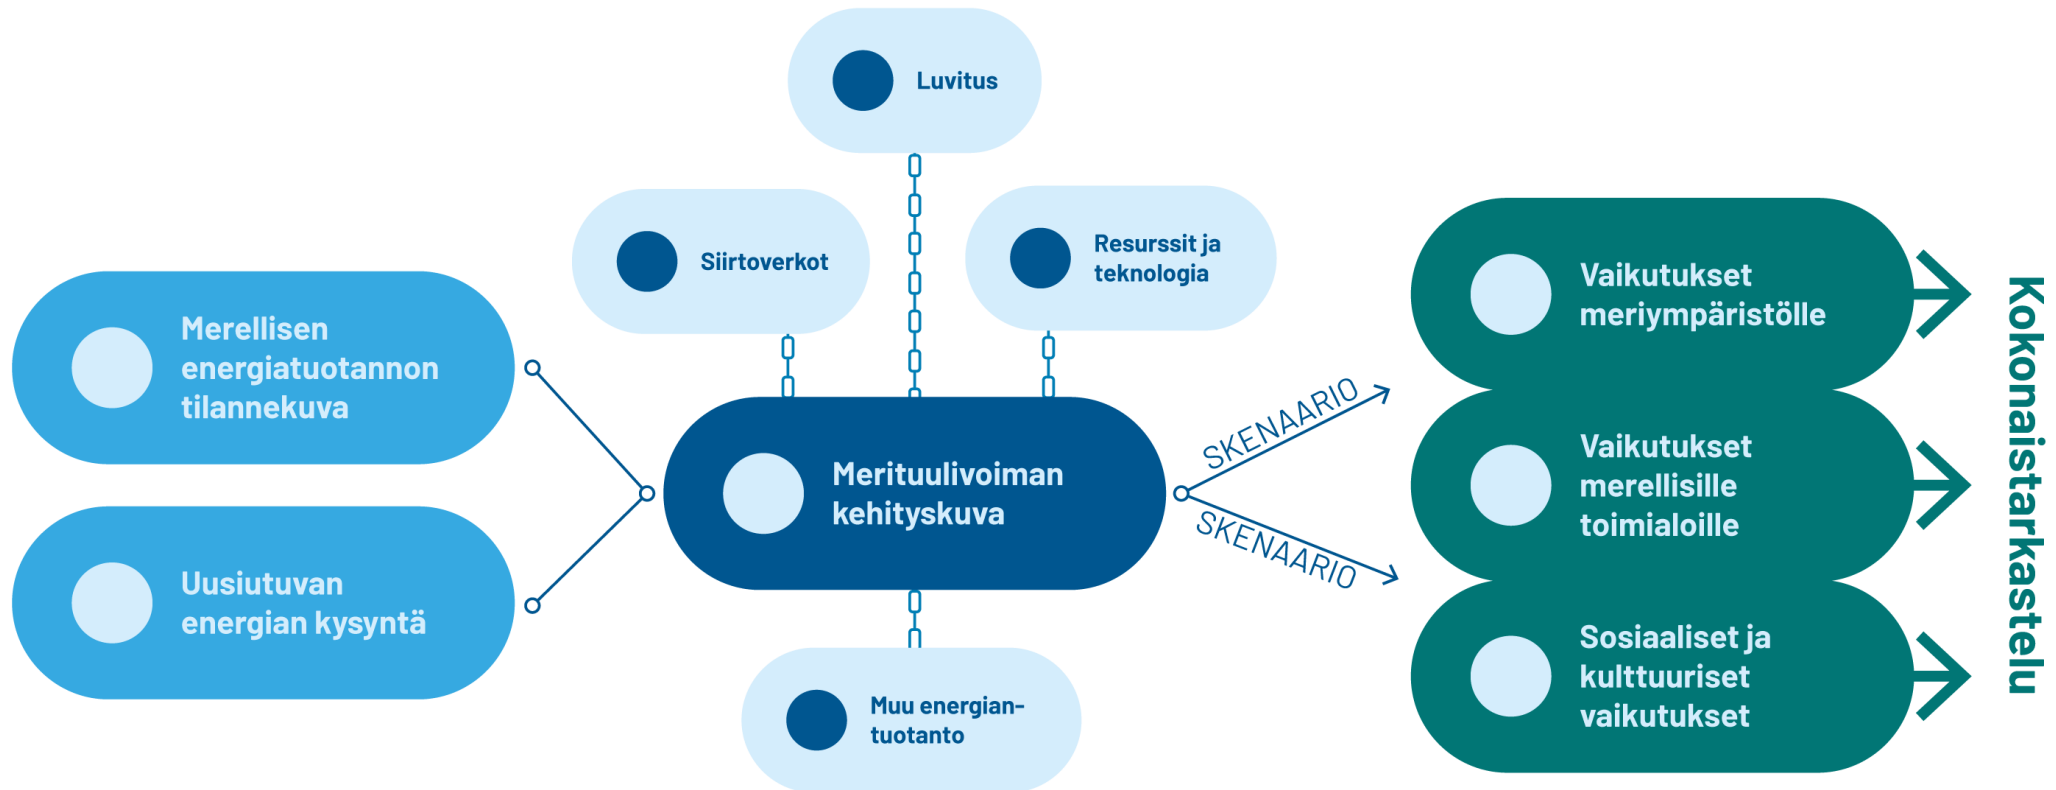 Luvitus
Siirtoverkot
Resurssit ja
teknologia
Merellisen
energiatuotannon
tilannekuva
Uusiutuvan
energian kysyntä
Merituulivoiman
kehityskuva
Muu energian-
tuotanto
SKENAARIO
SKENAARIO
Vaikutukset
meriympäristölle
Vaikutukset
merellisille
toimialoille
Sosiaaliset ja
kulttuuriset
vaikutukset
Kokonaistarkastelu